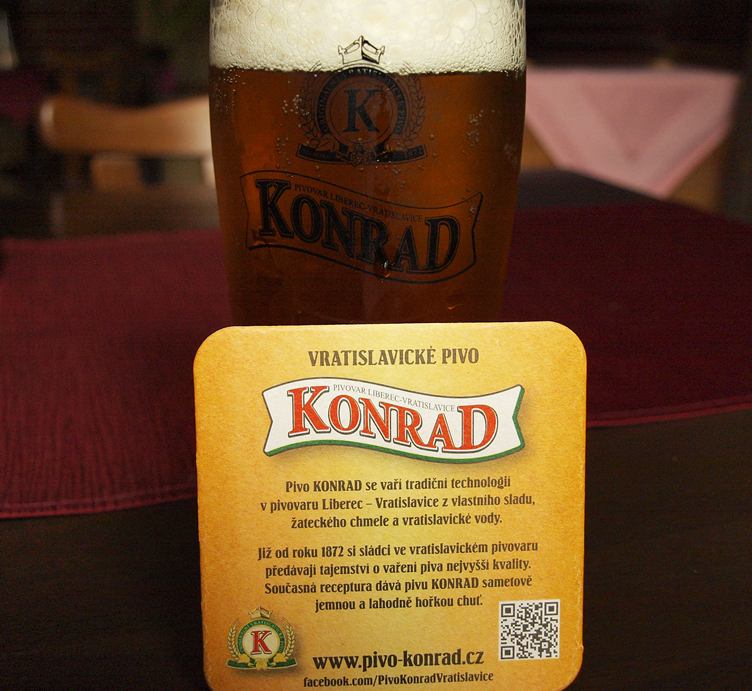 K
1872
PIVOVAR LIBEREC-VRATISLAVICE
KONRAD
VRATISLAVICKÉ PIVO
PIVOVAR LIBEREC-VRATISLAVICE
KONRAD
Pivo KONRAD se vaří tradiční technologií
v pivovaru Liberec – Vratislavice z vlastního sladu,
žateckého chmele a vratislavické vody.
Již od roku 1872 si sládci ve vratislavickém pivovaru
předávají tajemství o vaření piva nejvyšší kvality.
Současná receptura dává pivu KONRAD sametově
jemnou a lahodně hořkou chuť.
K
www.pivo-konrad.cz
facebook.com/PivoKonradVratislavice